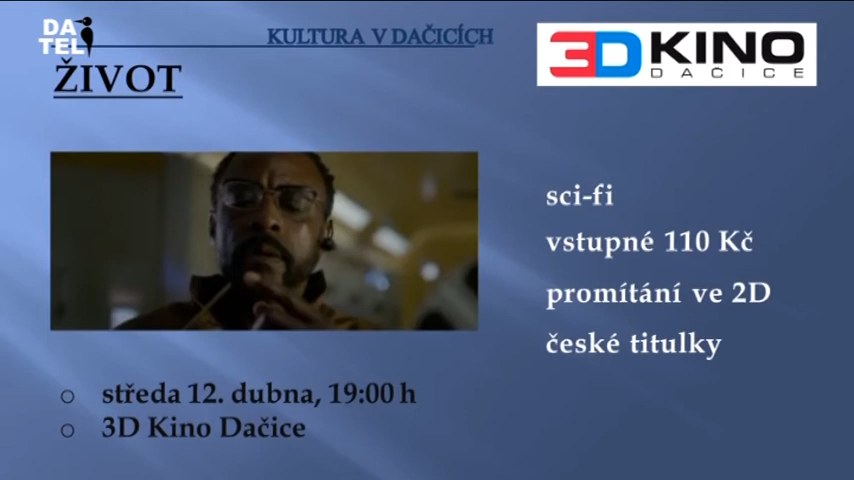 DA
TEL
KULTURA V DAČICÍCH
3D KINO
DAČICE
ŽIVOT
sci-fi
vstupné 110 Kč
promítání ve 2D
české titulky
o středa 12. dubna, 19:00 h
o 3D Kino Dačice